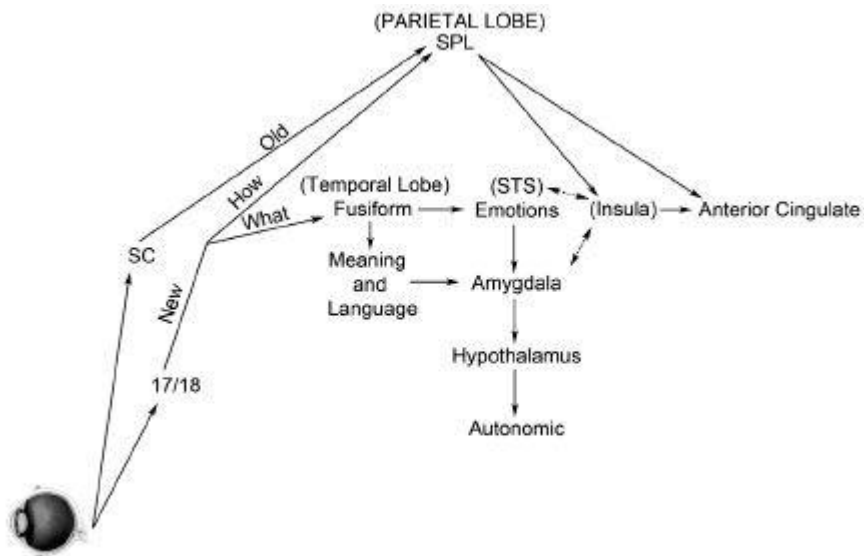 (PARIETAL LOBE)
SPL
Old
How
What
(Temporal Lobe)
Fusiform
(STS)
Emotions
(Insula)
Anterior Cingulate
SC
New
Meaning
and
Language
Amygdala
Hypothalamus
17/18
Autonomic